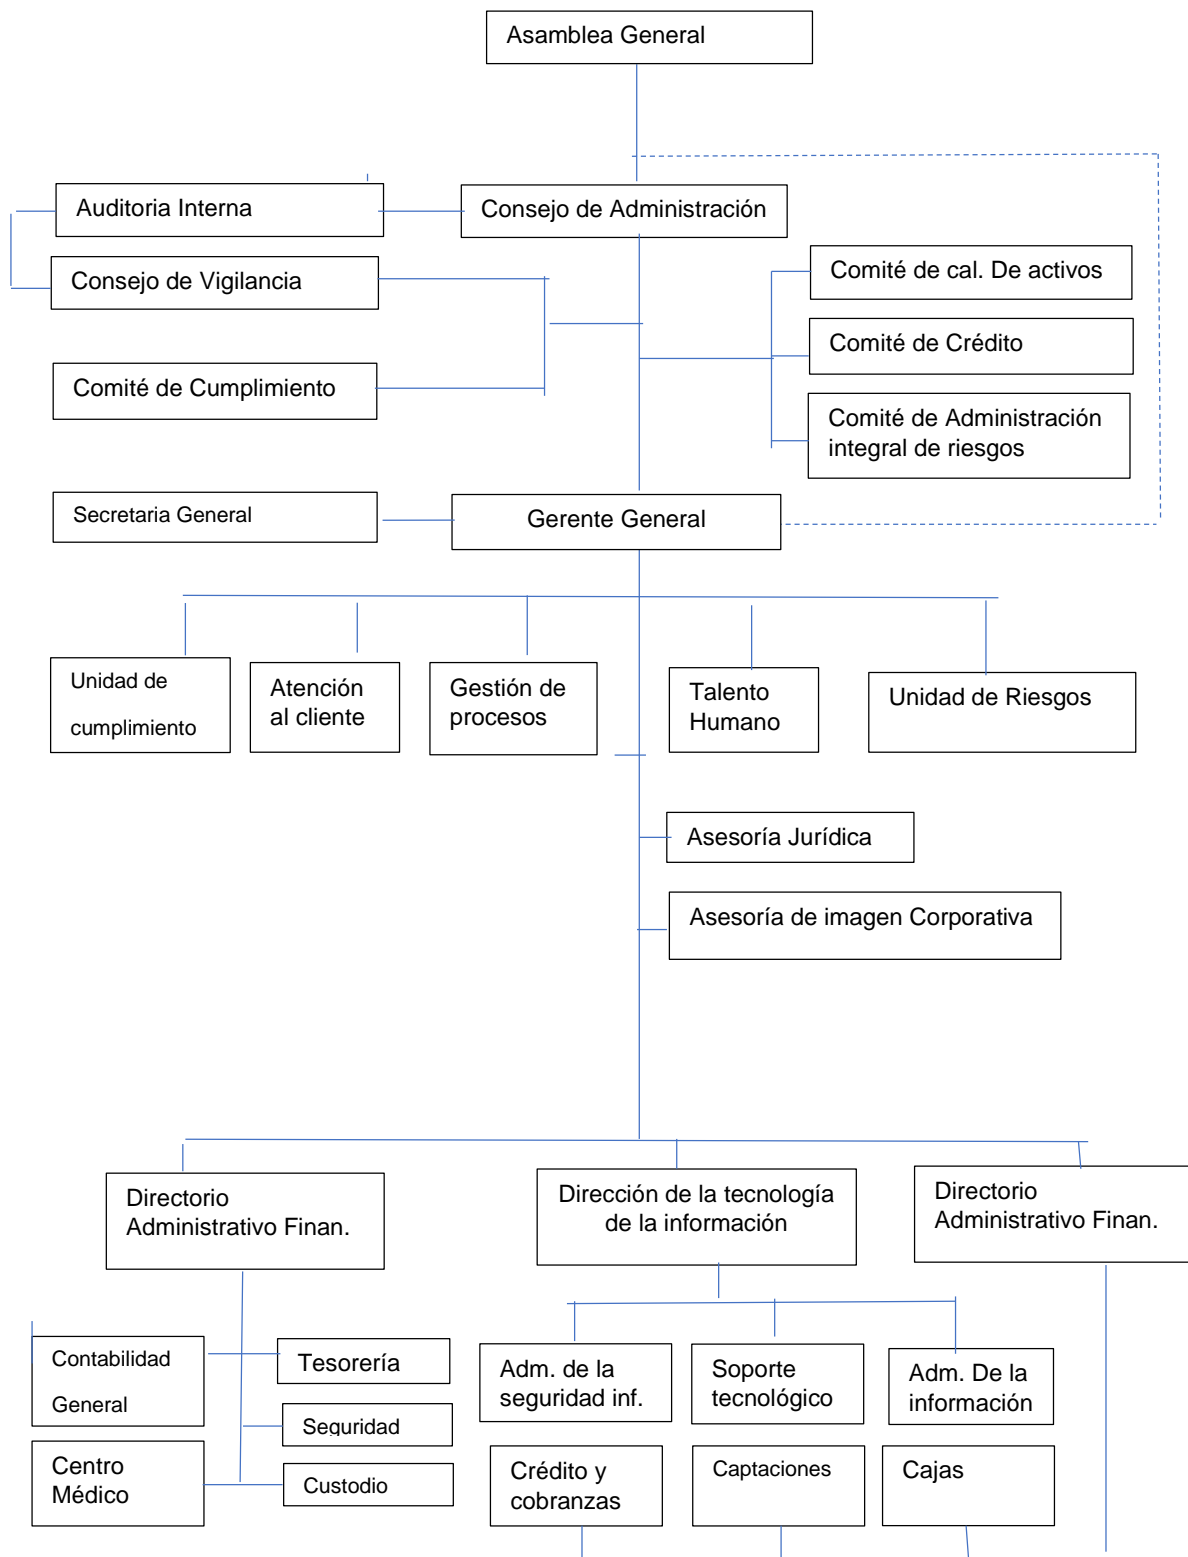 Asamblea General
Auditoria Interna
Consejo de Administración
Consejo de Vigilancia
Comité de cal. De activos
Comité de Crédito
Comité de Cumplimiento
Comité de Administración
integral de riesgos
Secretaria General
Gerente General
Unidad de
cumplimiento
Atención
al cliente
Gestión de
procesos
Talento
Humano
Unidad de Riesgos
Asesoría Jurídica
Asesoría de imagen Corporativa
Directorio
Administrativo Finan.
Dirección de la tecnología
de la información
Directorio
Administrativo Finan.
Contabilidad
General
Tesorería
Seguridad
Centro
Médico
Custodio
Adm. de la
seguridad inf.
Soporte
tecnológico
Adm. De la
información
Crédito y
cobranzas
Captaciones
Cajas